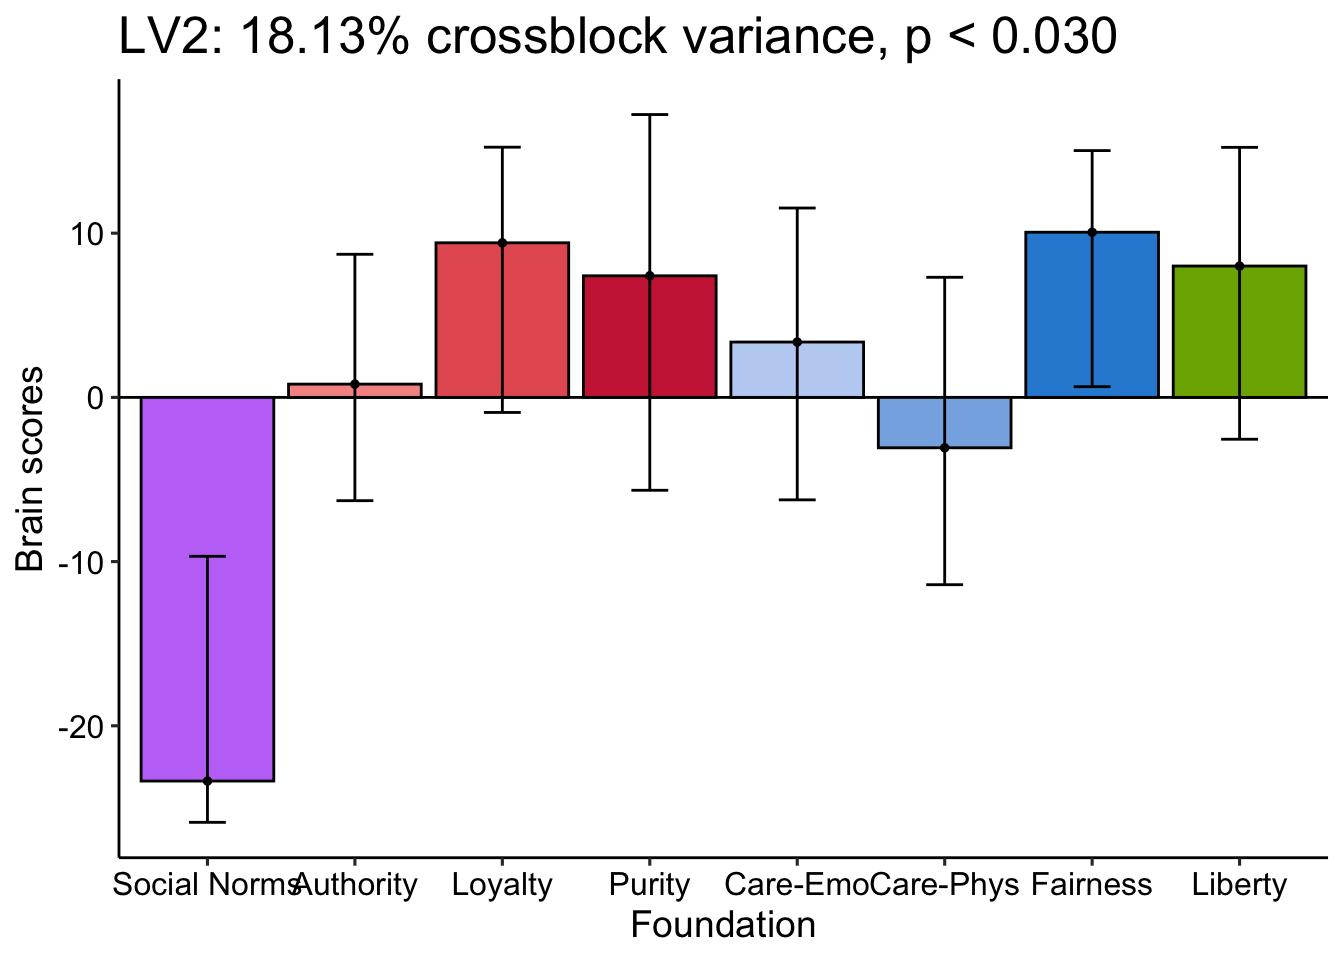 LV2: 18.13% crossblock variance, p < 0.030
Brain scores
10
0
-10
-20
Social Norms Authority Loyalty Purity Care-Emo Care-Phys Fairness Liberty
Foundation